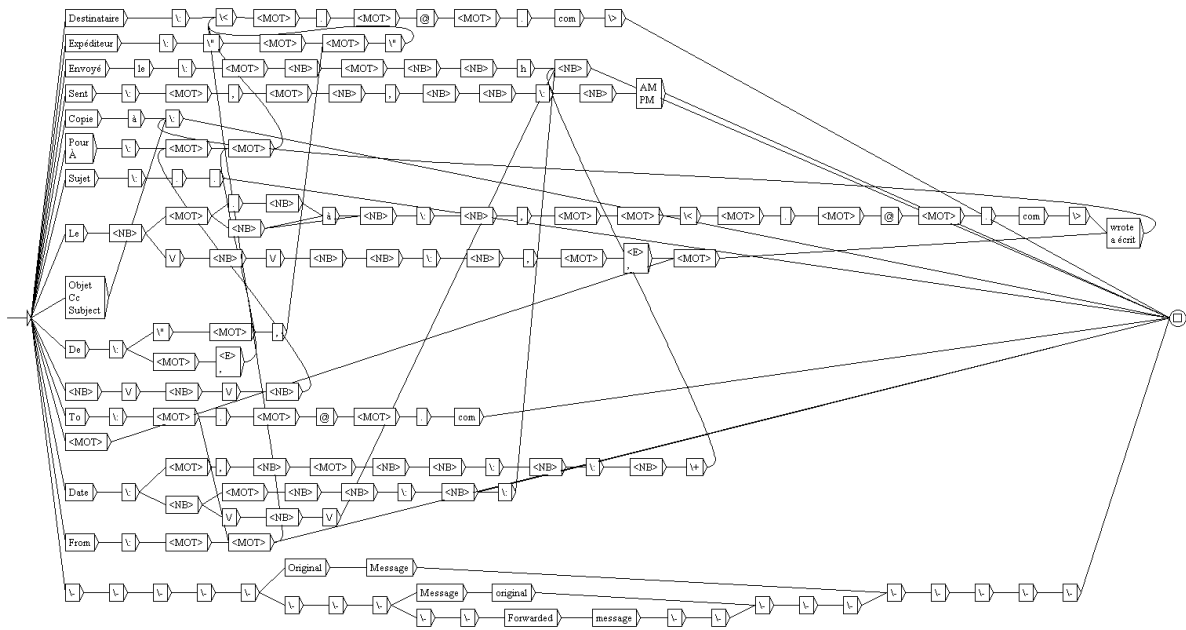 Destinataire \: \< <MOT> . <MOT> @ <MOT> . com \>
Expéditeur \: \" <MOT> <MOT> \"
Envoyé le \: <MOT> <NB> <MOT> <NB> <NB> h <NB>
Sent \: <MOT> , <MOT> <NB> , <NB> <NB> \: <NB> AM
PM
Copie à \:
Pour
À \: <MOT> <MOT>
Sujet \: . .
Le <NB> <MOT> . <NB> <NB> à <NB> \: <NB> , <MOT> <MOT> \< <MOT> . <MOT> @ <MOT> . com \> wrote
a écrit
\/ <NB> \/ <NB> <NB> \: <NB> , <MOT> <E>
, <MOT>
Objet
Cc
Subject
De \: \" <MOT> ,
<MOT> <E>
,
<NB> \/ <NB> \/ <NB>
To \: <MOT> . <MOT> @ <MOT> . com
<MOT>
Date \: <MOT> , <NB> <MOT> <NB> <NB> \: <NB> \: <NB> \+
<NB> <MOT> <NB> <NB> \: <NB> \:
\/ <NB> \/
From \: <MOT> <MOT>
Original Message
\- \- \- \- \- \- \- \- Message original \- \- \- \- \- \- \- \-
\- \- Forwarded message \- \-